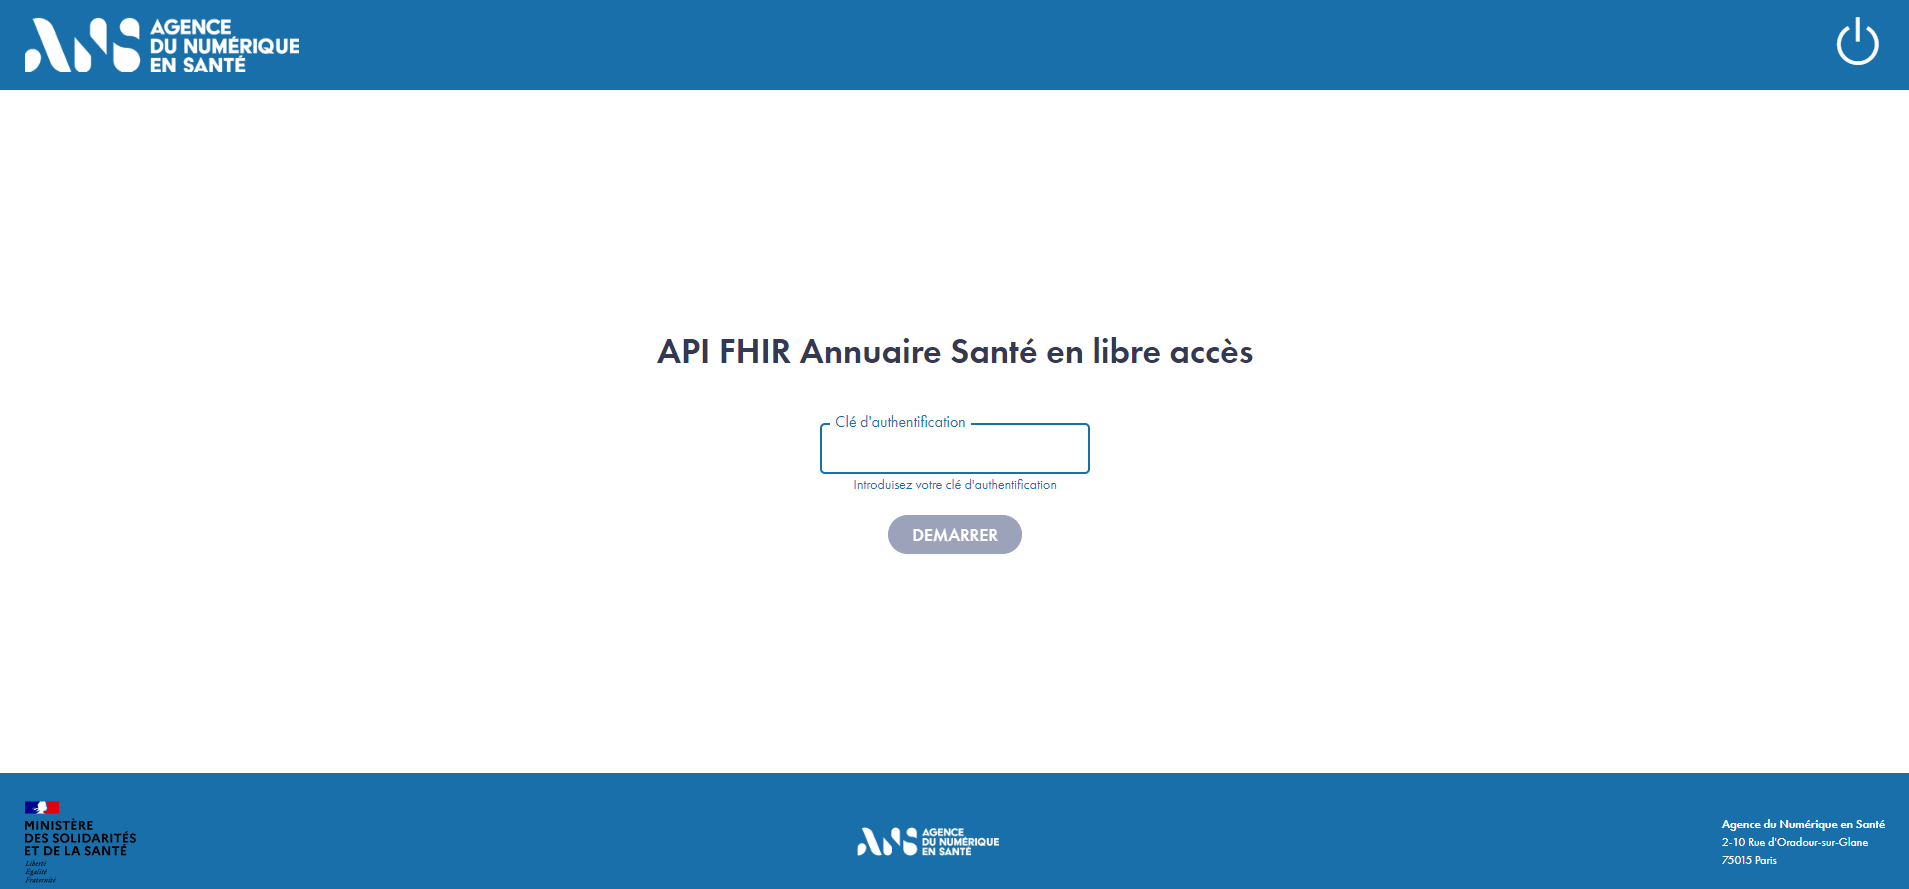 AGENCE
DU NUMÉRIQUE
EN SANTÉ
API FHIR Annuaire Santé en libre accès
Clé d'authentification
Introduisez votre clé d'authentification
DEMARRER
MINISTÈRE
DES SOLIDARITÉS
ET DE LA SANTÉ
Liberté
Égalité
Fraternité
ANS
AGENCE
DU NUMÉRIQUE
EN SANTÉ
Agence du Numérique en Santé
2-10 Rue d'Oradour-sur-Glane
75015 Paris